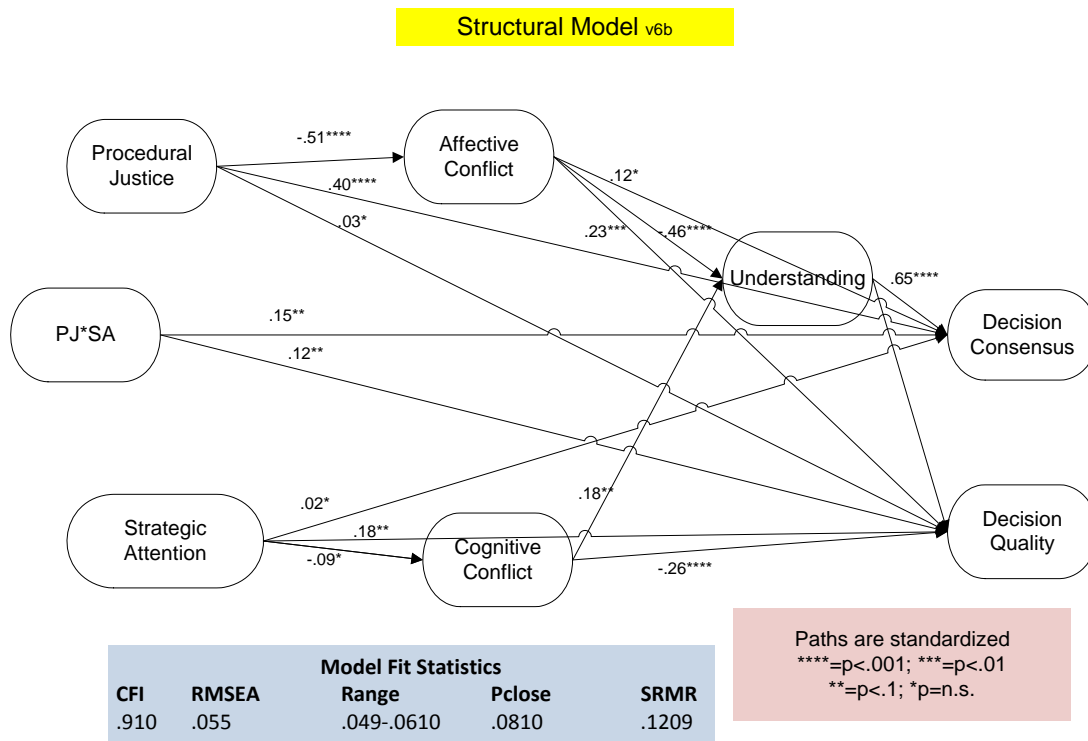 Structural Model v6b
Procedural
Justice
-.51****
Affective
Conflict
.40****
.03*
.12*
.23***
-.46****
Understanding
.65****
PJ*SA
.15**
.12**
Decision
Consensus
Strategic
Attention
.02*
.18**
-.09*
Cognitive
Conflict
.18**
-.26****
Decision
Quality
Model Fit Statistics
CFI RMSEA Range Pclose SRMR
.910 .055 .049-.0610 .0810 .1209
Paths are standardized
****=p<.001; ***=p<.01
**=p<.1; *p=n.s.